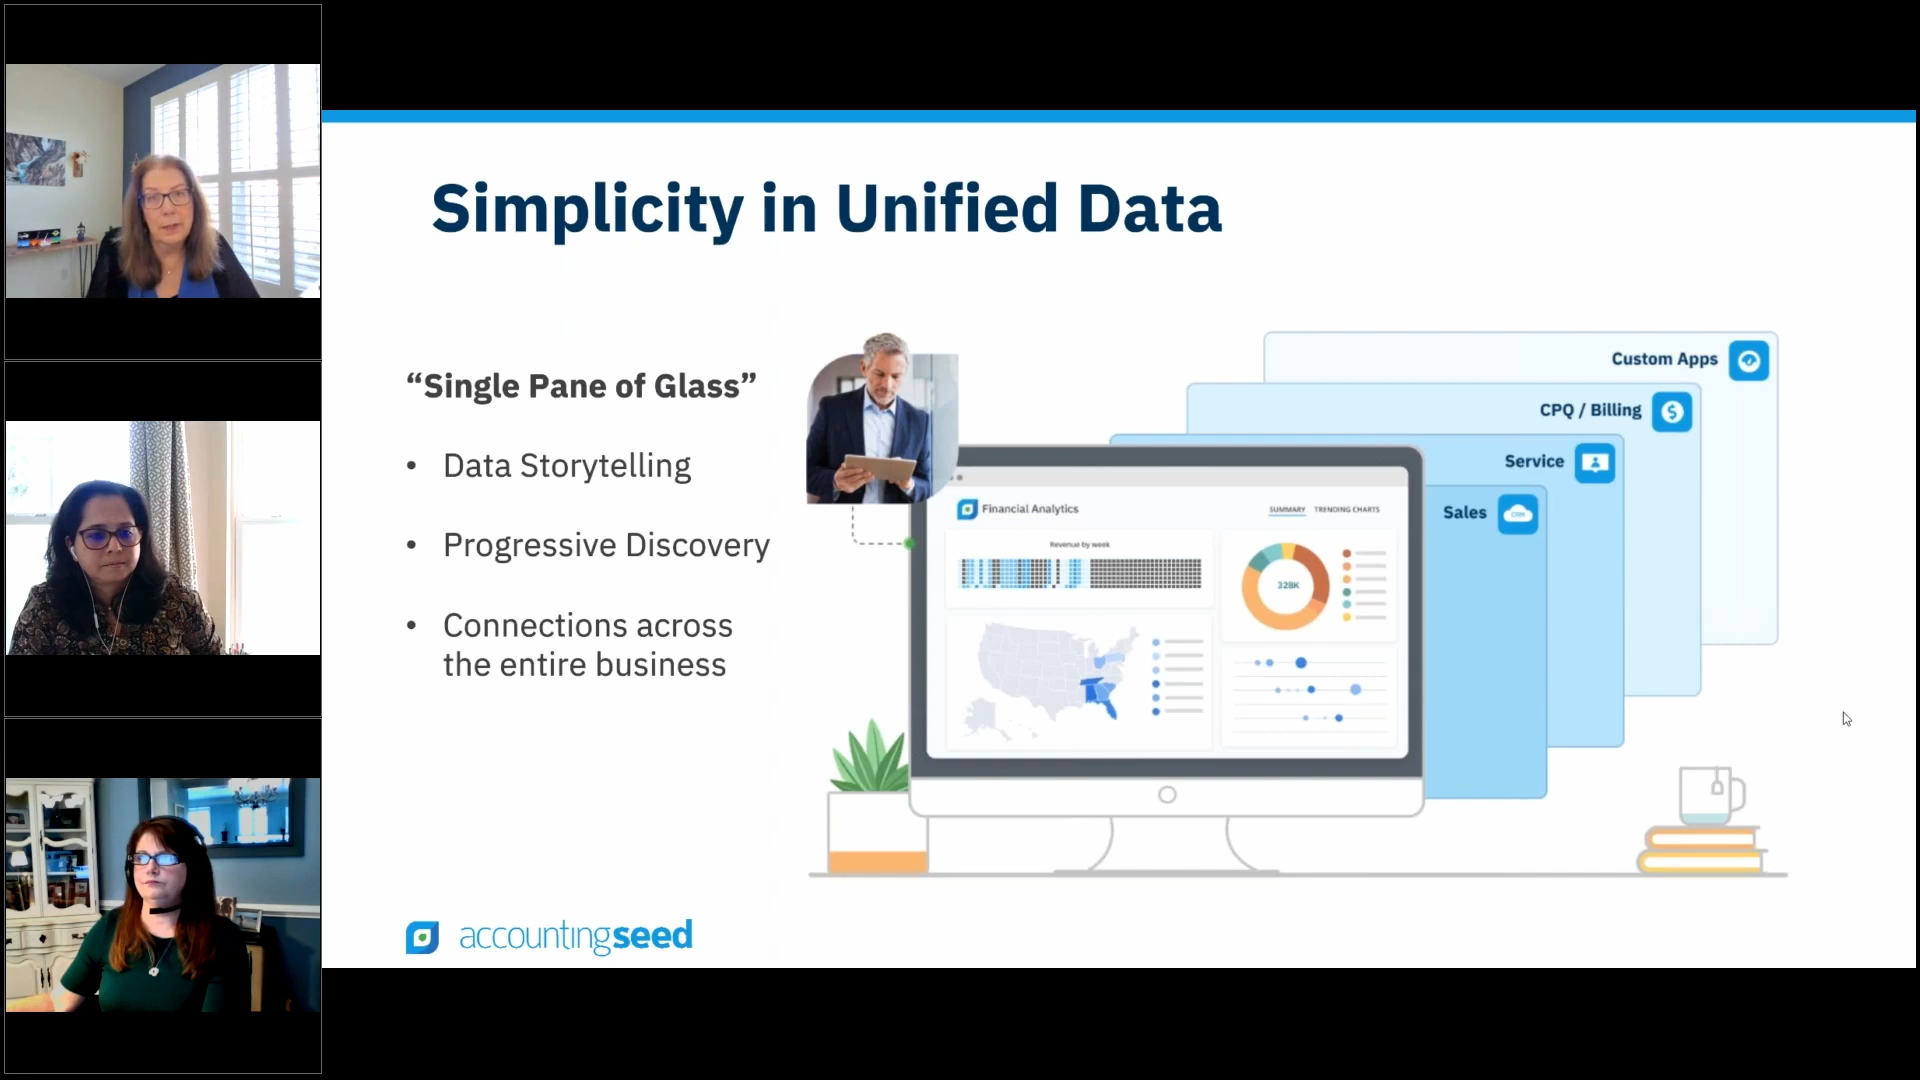 Simplicity in Unified Data
“Single Pane of Glass”
• Data Storytelling
• Progressive Discovery
• Connections across
the entire business
Custom Apps
CPQ / Billing
Service
Sales
CRM
Financial Analytics
SUMMARY TRENDING CHARTS
Revenue by week
328K
accountingseed